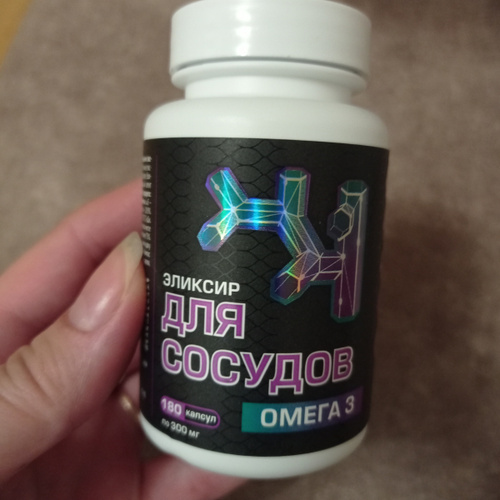 ЭЛИКСИР
ДЛЯ
СОСУДОВ
ОМЕГА 3
180 капсул
по 300 мг